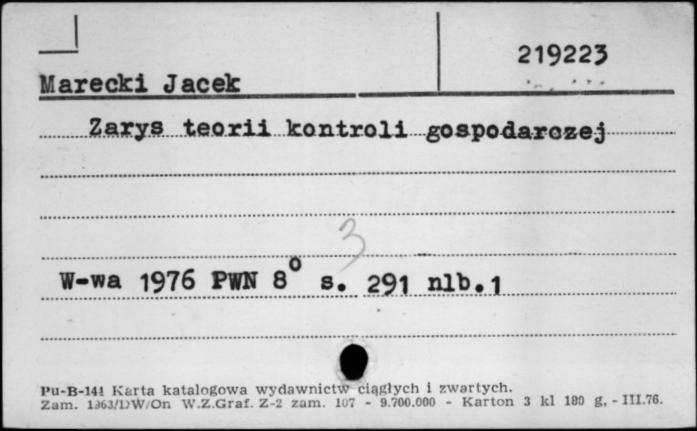 219223
Marecki Jacek
Zarys teorii kontroli gospodarczej
3
W-wa 1976 PWN 8° s. 291 nlb.1
Pu-B-144 Karta katalogowa wydawnictw ciągłych i zwartych.
Zam. 1363/DW/On W.Z.Graf. Z-2 zam. 107 - 9.700.000 - Karton 3 kl 180 g, - III.76.